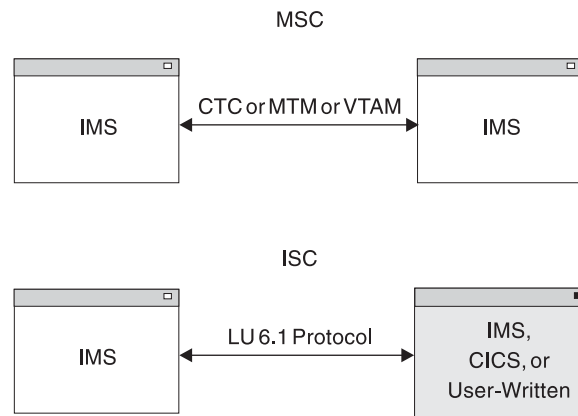 MSC
IMS
CTC or MTM or VTAM
IMS
ISC
IMS
LU 6.1 Protocol
IMS,
CICS, or
User-Written